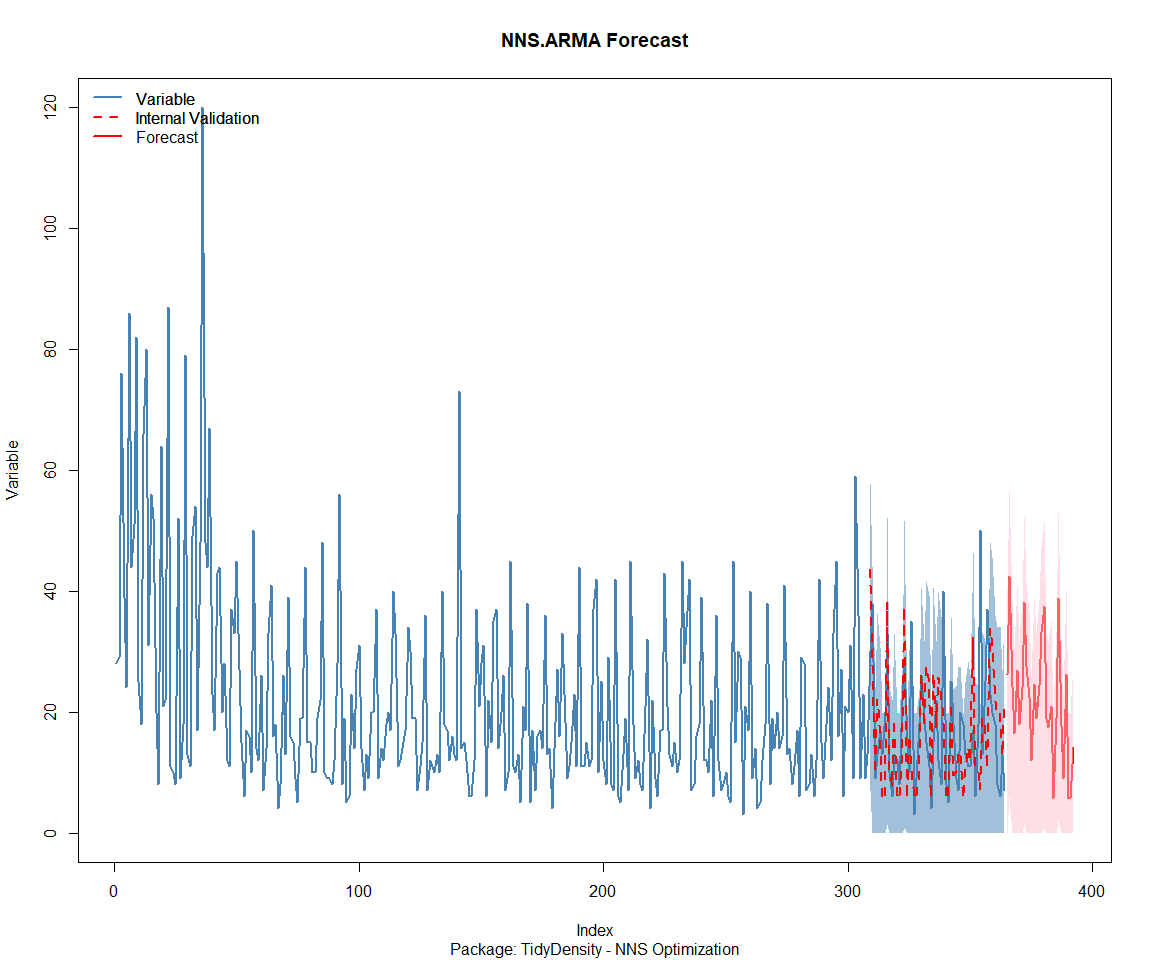 NNS.ARMA Forecast
Variable
Internal Validation
Forecast
120
100
80
60
40
20
0
Variable
0 100 200 300 400
Index
Package: TidyDensity - NNS Optimization